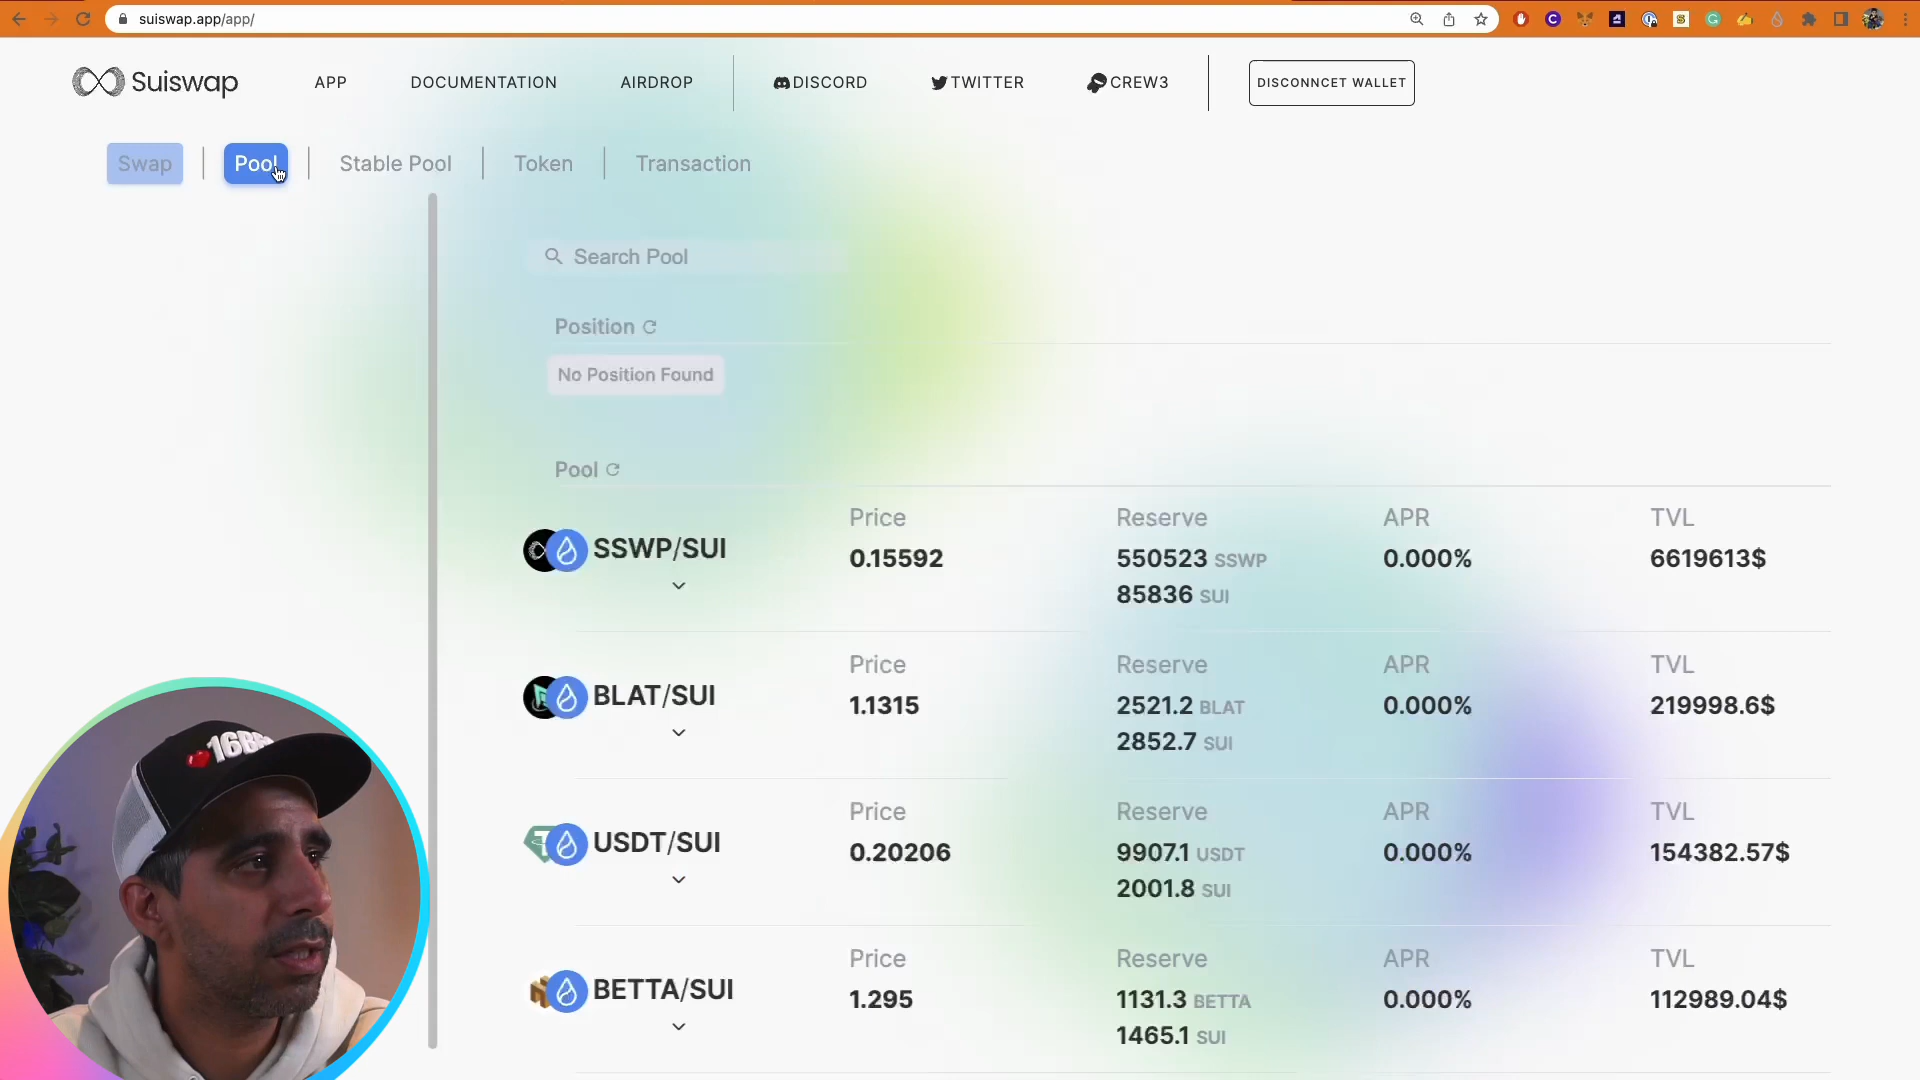 suiswap.app/app/
Suiswap APP DOCUMENTATION AIRDROP DISCORD TWITTER CREW3 DISCONNCET WALLET
Swap Pool Stable Pool Token Transaction
Search Pool
Position
No Position Found
Pool
SSWP/SUI
Price
0.15592
Reserve
550523 SSWP
85836 SUI
APR
0.000%
TVL
6619613$
BLAT/SUI
Price
1.1315
Reserve
2521.2 BLAT
2852.7 SUI
APR
0.000%
TVL
219998.6$
USDT/SUI
Price
0.20206
Reserve
9907.1 USDT
2001.8 SUI
APR
0.000%
TVL
154382.57$
BETTA/SUI
Price
1.295
Reserve
1131.3 BETTA
1465.1 SUI
APR
0.000%
TVL
112989.04$